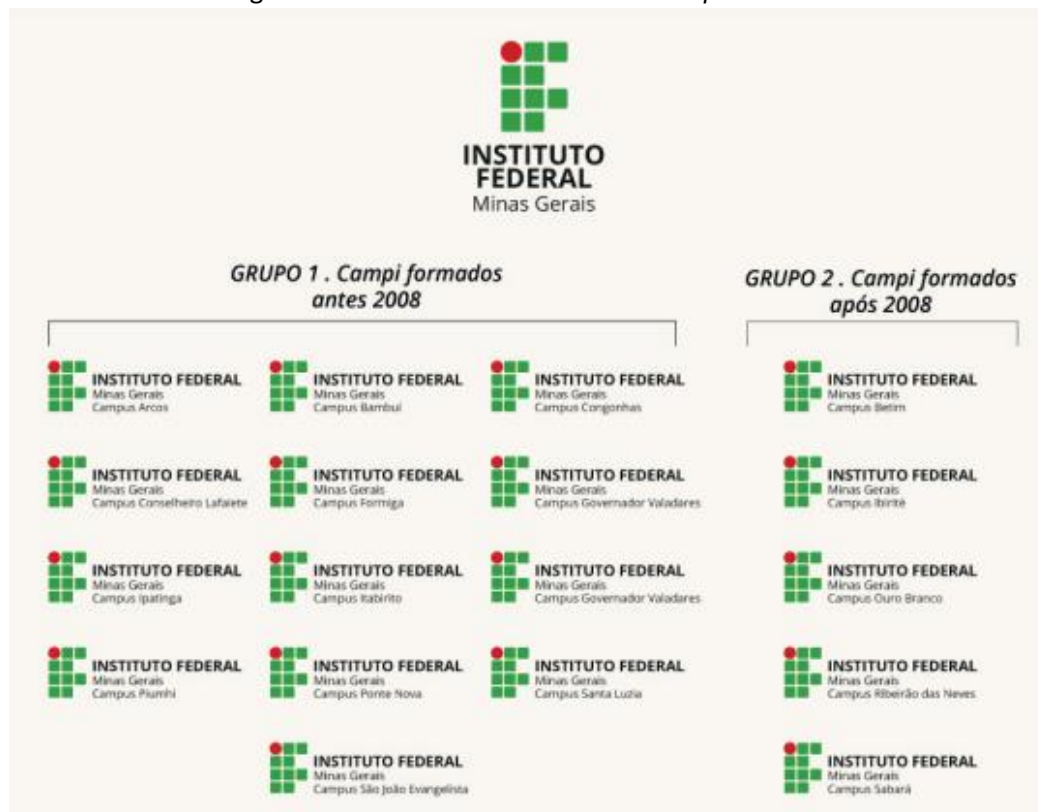 INSTITUTO
FEDERAL
Minas Gerais
GRUPO 1 . Campi formados
antes 2008
GRUPO 2 . Campi formados
após 2008
INSTITUTO FEDERAL
Minas Gerais
Campus Arcos
INSTITUTO FEDERAL
Minas Gerais
Campus Bambuí
INSTITUTO FEDERAL
Minas Gerais
Campus Congonhas
INSTITUTO FEDERAL
Minas Gerais
Campus Betim
INSTITUTO FEDERAL
Minas Gerais
Campus Conselheiro Lafaiete
INSTITUTO FEDERAL
Minas Gerais
Campus Formiga
INSTITUTO FEDERAL
Minas Gerais
Campus Governador Valadares
INSTITUTO FEDERAL
Minas Gerais
Campus Ibirité
INSTITUTO FEDERAL
Minas Gerais
Campus Ipatinga
INSTITUTO FEDERAL
Minas Gerais
Campus Itabirito
INSTITUTO FEDERAL
Minas Gerais
Campus Governador Valadares
INSTITUTO FEDERAL
Minas Gerais
Campus Ouro Branco
INSTITUTO FEDERAL
Minas Gerais
Campus Piumhi
INSTITUTO FEDERAL
Minas Gerais
Campus Ponte Nova
INSTITUTO FEDERAL
Minas Gerais
Campus Santa Luzia
INSTITUTO FEDERAL
Minas Gerais
Campus Ribeirão das Neves
INSTITUTO FEDERAL
Minas Gerais
Campus São João Evangelista
INSTITUTO FEDERAL
Minas Gerais
Campus Sabará